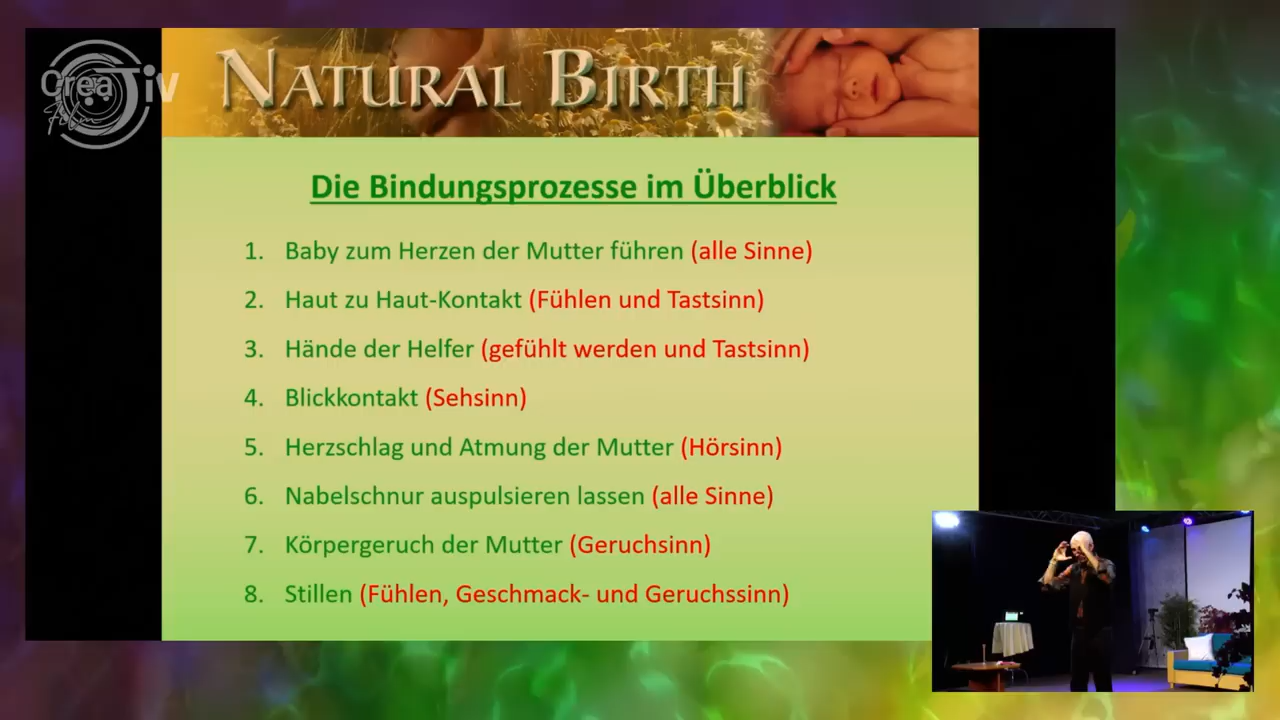 CreaTiv
Film
NATURAL BIRTH
Die Bindungsprozesse im Überblick
1. Baby zum Herzen der Mutter führen (alle Sinne)
2. Haut zu Haut-Kontakt (Fühlen und Tastsinn)
3. Hände der Helfer (gefühlt werden und Tastsinn)
4. Blickkontakt (Sehsinn)
5. Herzschlag und Atmung der Mutter (Hörsinn)
6. Nabelschnur auspulsieren lassen (alle Sinne)
7. Körpergeruch der Mutter (Geruchsinn)
8. Stillen (Fühlen, Geschmack- und Geruchssinn)